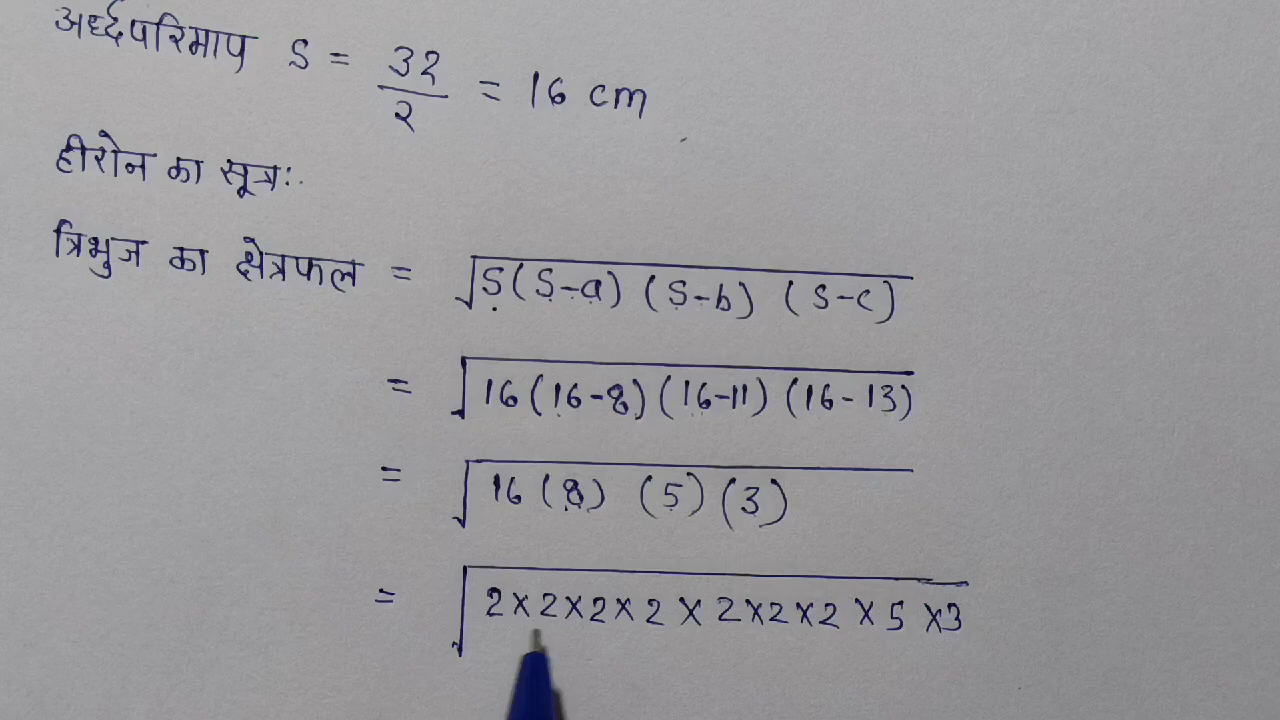 अर्ध्दपरिमाप S = 32/2 = 16 cm
हीरोन का सूत्र:.
त्रिभुज का क्षेत्रफल = √S(S-a) (S-b) (S-c)
= √16(16-8)(16-11)(16-13)
= √16(8) (5)(3)
= √2×2×2×2×2×2×2×5×3